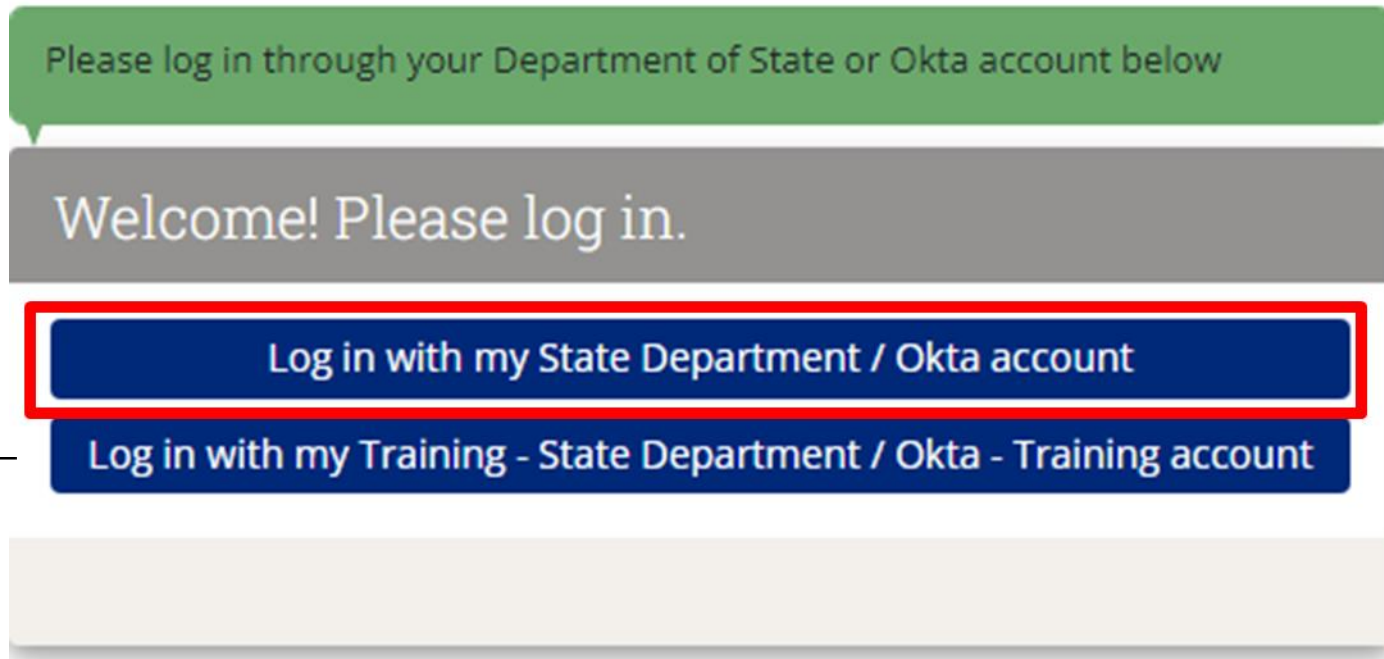 Please log in through your Department of State or Okta account below
Welcome! Please log in.
Log in with my State Department / Okta account
Log in with my Training - State Department / Okta - Training account